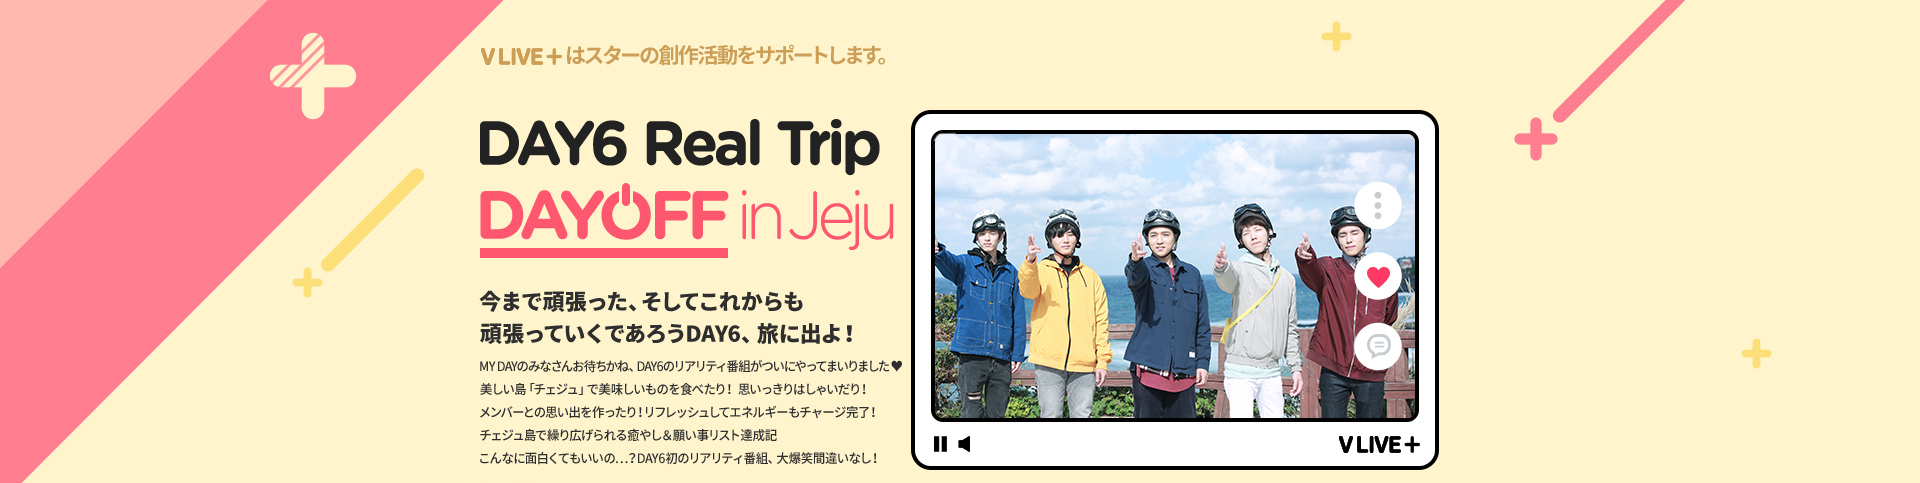 V LIVE+ はスターの創作活動をサポートします。
DAY6 Real Trip
DAYOFF in Jeju
今まで頑張った、そしてこれからも
頑張っていくであろうDAY6、旅に出よ！
MY DAYのみなさんお待ちかね、DAY6のリアリティ番組がついにやってまいりました♥
美しい島「チェジュ」で美味しいものを食べたり！ 思いっきりはしゃいだり！
メンバーとの思い出を作ったり！リフレッシュしてエネルギーもチャージ完了！
チェジュ島で繰り広げられる癒やし＆願い事リスト達成記
こんなに面白くてもいいの…？DAY6初のリアリティ番組、大爆笑間違いなし！
V LIVE+